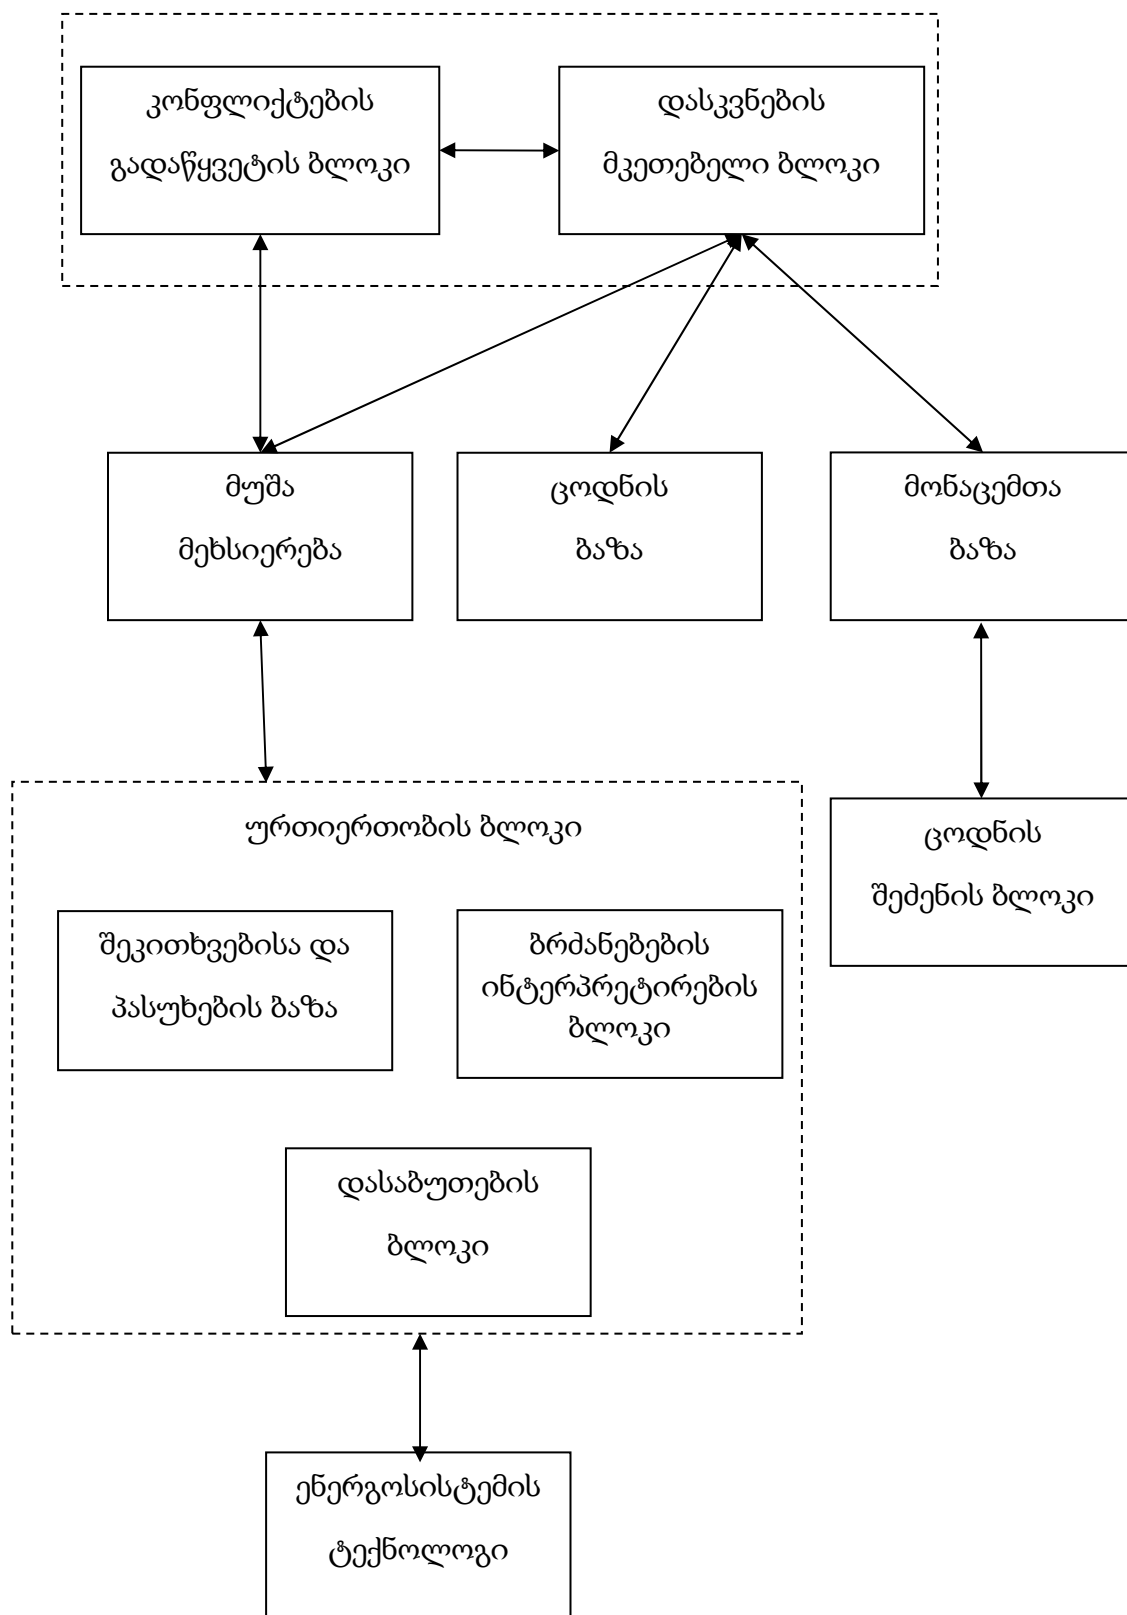 კონფლიქტების
გადაწყვეტის ბლოკი
დასკვნების
მკეთებელი ბლოკი
მუშა
მეხსიერება
ცოდნის
ბაზა
მონაცემთა
ბაზა
ურთიერთობის ბლოკი
ცოდნის
შეძენის ბლოკი
შეკითხვებისა და
პასუხების ბაზა
ბრძანებების
ინტერპრეტირების
ბლოკი
დასაბუთების
ბლოკი
ენერგოსისტემის
ტექნოლოგი